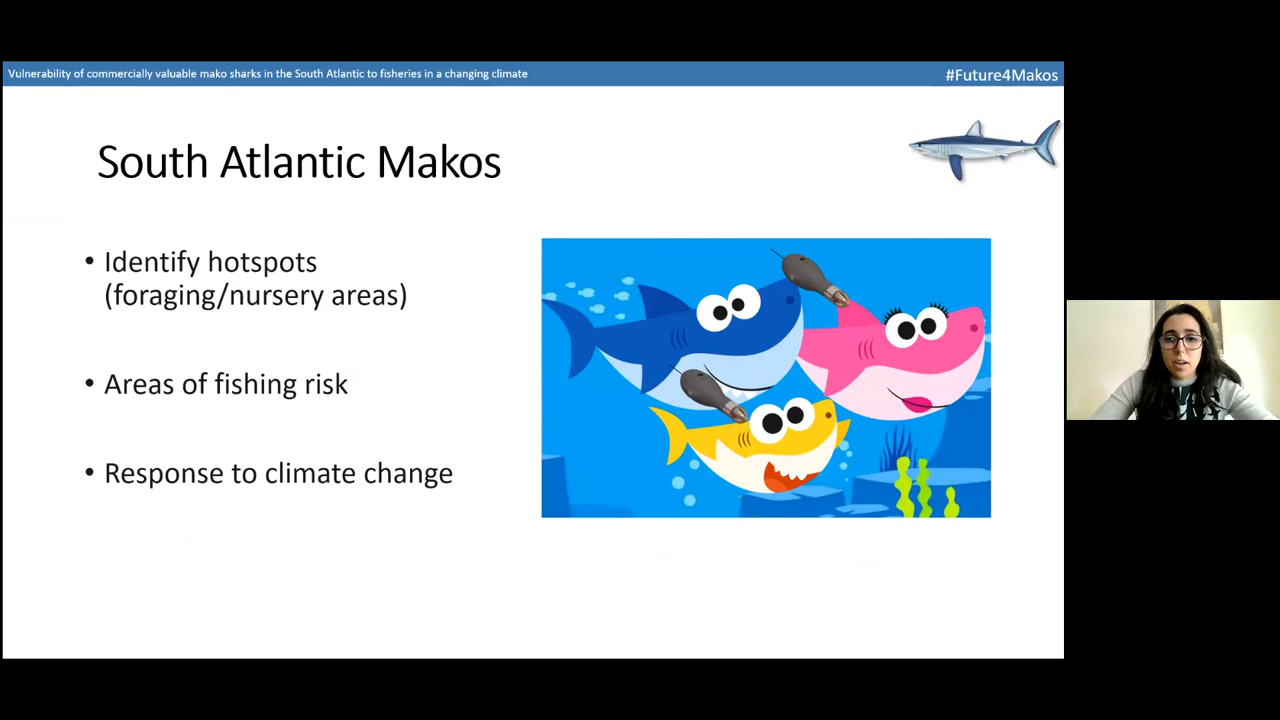 Vulnerability of commercially valuable mako sharks in the South Atlantic to fisheries in a changing climate
#Future4Makos
South Atlantic Makos
• Identify hotspots
(foraging/nursery areas)
• Areas of fishing risk
• Response to climate change